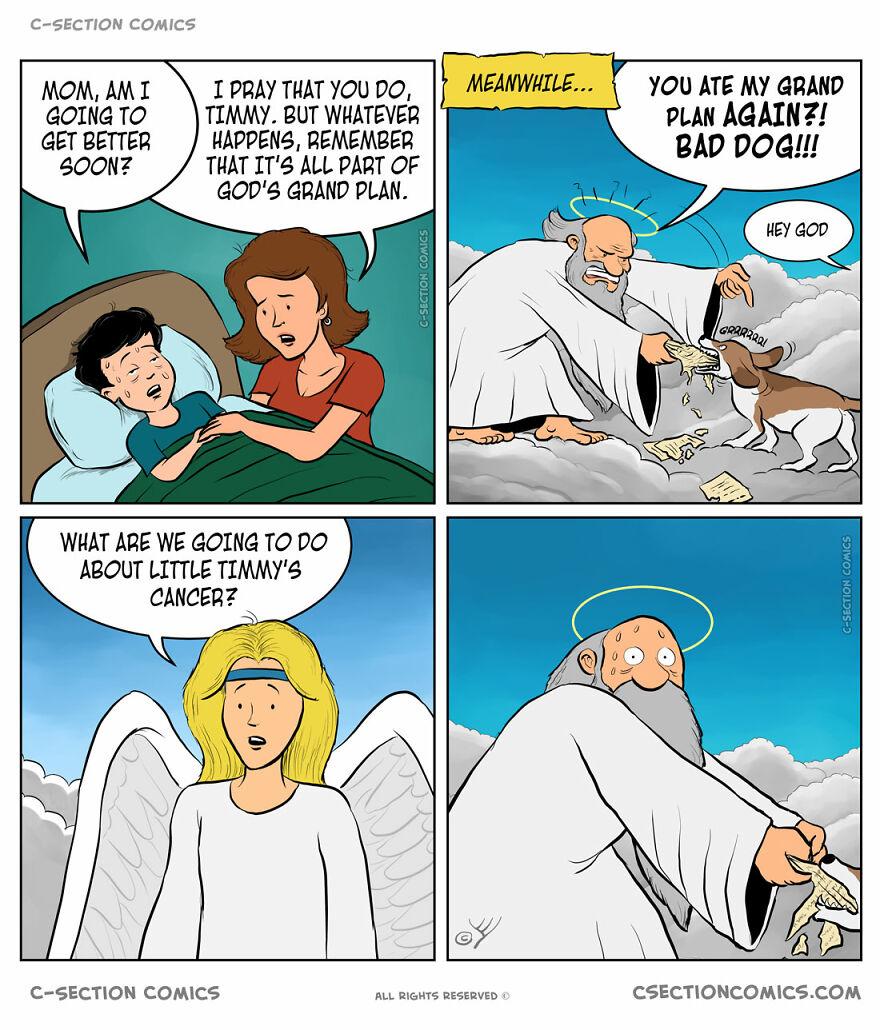 C-SECTION COMICS
MOM, AM I
GOING TO
GET BETTER
SOON?
I PRAY THAT YOU DO,
TIMMY. BUT WHATEVER
HAPPENS, REMEMBER
THAT IT'S ALL PART OF
GOD'S GRAND PLAN.
C-SECTION COMICS
MEANWHILE...
YOU ATE MY GRAND
PLAN AGAIN?!
BAD DOG!!!
HEY GOD
GRRRRRRR!
WHAT ARE WE GOING TO DO
ABOUT LITTLE TIMMY'S
CANCER?
C-SECTION COMICS
©
C-SECTION COMICS
ALL RIGHTS RESERVED ©
CSECTIONCOMICS.COM